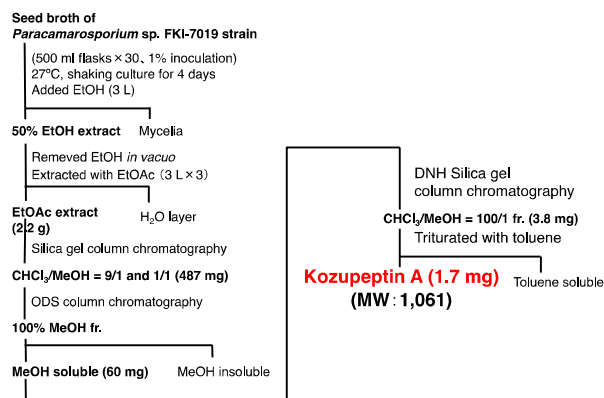 Seed broth of
Paracamarosporium sp. FKI-7019 strain
(500 ml flasks×30、1% inoculation)
27ºC, shaking culture for 4 days
Added EtOH (3 L)
50% EtOH extract Mycelia
Remeved EtOH in vacuo
Extracted with EtOAc (3 L×3)
EtOAc extract H₂O layer
(2.2 g)
Silica gel column chromatography
CHCl₃/MeOH = 9/1 and 1/1 (487 mg)
ODS column chromatography
100% MeOH fr.
MeOH soluble (60 mg) MeOH insoluble
DNH Silica gel
column chromatography
CHCl₃/MeOH = 100/1 fr. (3.8 mg)
Triturated with toluene
Kozupeptin A (1.7 mg) Toluene soluble
(MW : 1,061)